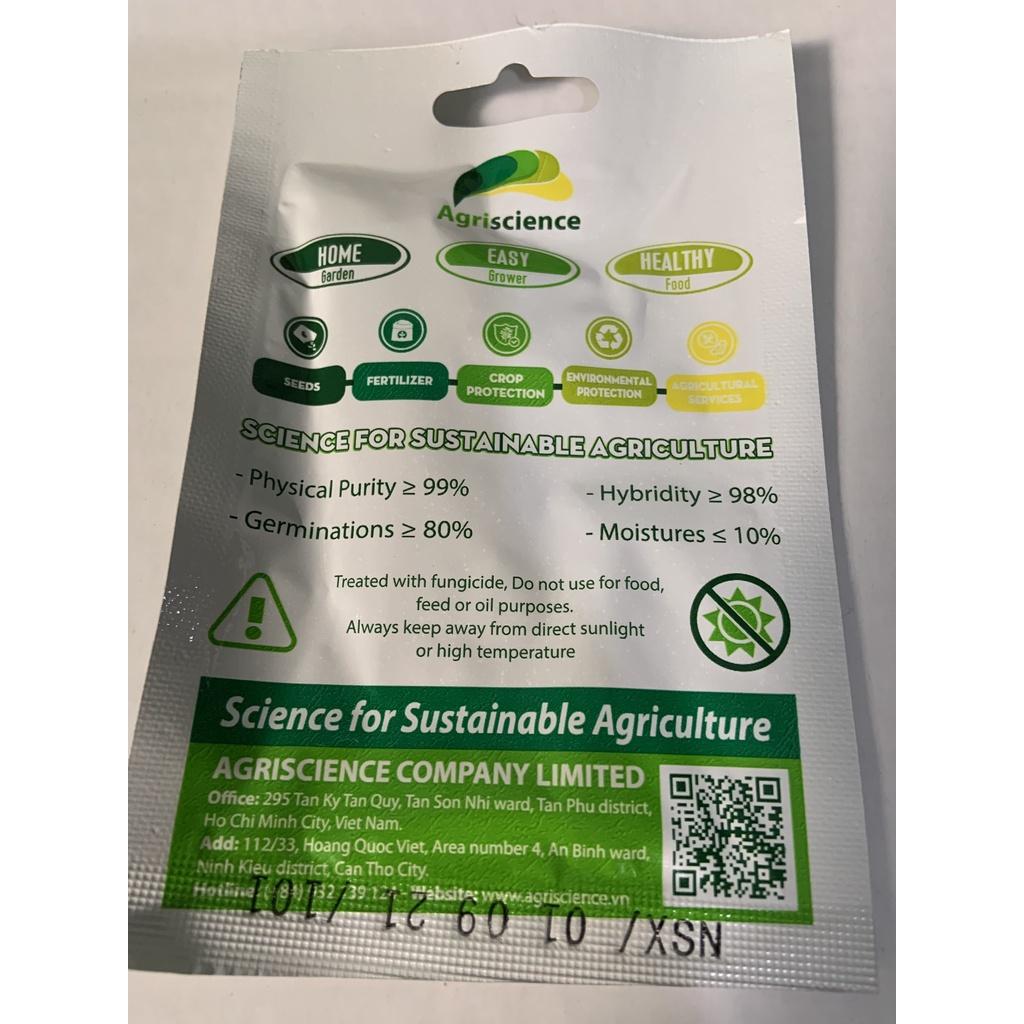 Agriscience
HOME
Garden
EASY
Grower
HEALTHY
Food
SEEDS
FERTILIZER
CROP
PROTECTION
ENVIRONMENTAL
PROTECTION
AGRICULTURAL
SERVICES
SCIENCE FOR SUSTAINABLE AGRICULTURE
- Physical Purity ≥ 99%
- Hybridity ≥ 98%
- Germinations ≥ 80%
- Moistures ≤ 10%
Treated with fungicide, Do not use for food,
feed or oil purposes.
Always keep away from direct sunlight
or high temperature
Science for Sustainable Agriculture
AGRISCIENCE COMPANY LIMITED
Office: 295 Tan Ky Tan Quy, Tan Son Nhi ward, Tan Phu district,
Ho Chi Minh City, Viet Nam.
Add: 112/33, Hoang Quoc Viet, Area number 4, An Binh ward,
Ninh Kieu district, Can Tho City.
Hotline: (+84) Website: www.agriscience.vn
NSX/ 01 09 21